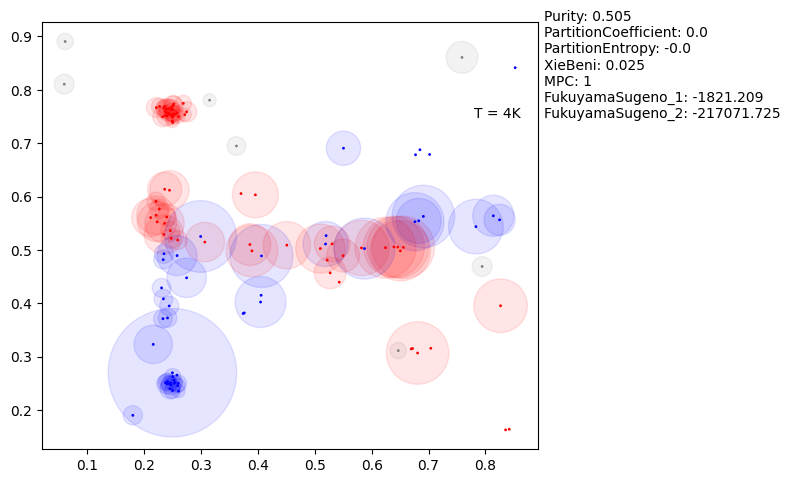 Purity: 0.505
PartitionCoefficient: 0.0
PartitionEntropy: -0.0
XieBeni: 0.025
MPC: 1
FukuyamaSugeno_1: -1821.209
FukuyamaSugeno_2: -217071.725
T = 4K
0.9
0.8
0.7
0.6
0.5
0.4
0.3
0.2
0.1 0.2 0.3 0.4 0.5 0.6 0.7 0.8